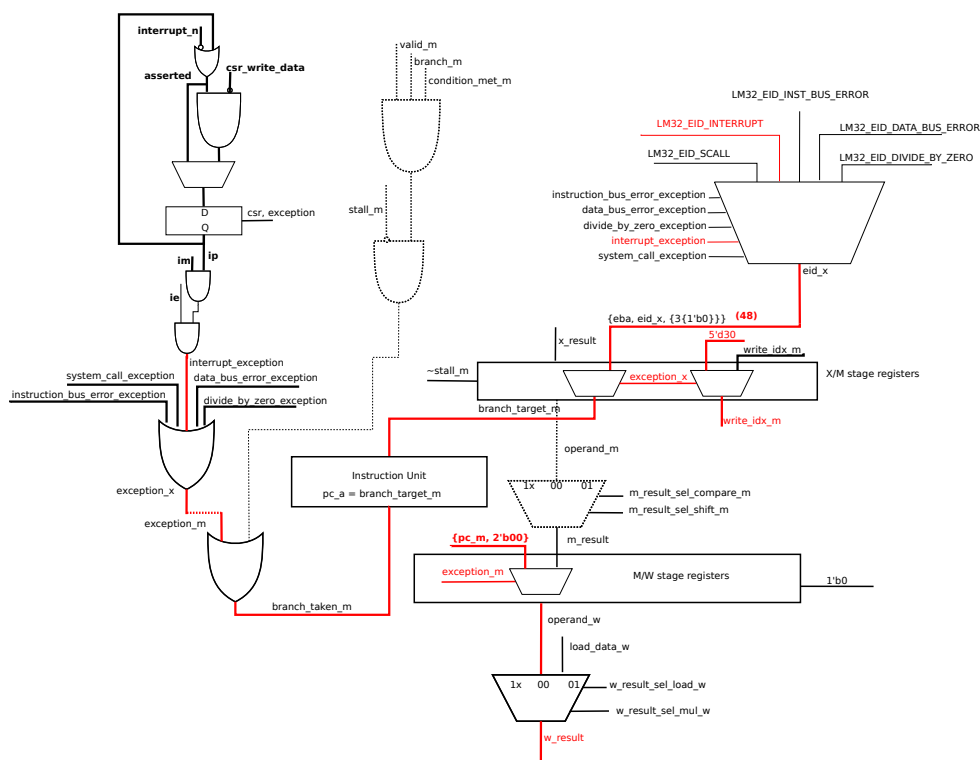 interrupt_n
asserted
csr_write_data
D
Q
csr, exception
im
ip
ie
interrupt_exception
system_call_exception
data_bus_error_exception
instruction_bus_error_exception
divide_by_zero_exception
exception_x
exception_m
branch_taken_m
valid_m
branch_m
condition_met_m
stall_m
LM32_EID_INST_BUS_ERROR
LM32_EID_INTERRUPT
LM32_EID_DATA_BUS_ERROR
LM32_EID_SCALL
LM32_EID_DIVIDE_BY_ZERO
instruction_bus_error_exception
data_bus_error_exception
divide_by_zero_exception
interrupt_exception
system_call_exception
eid_x
{eba, eid_x, {3{1'b0}}} (48)
5'd30
x_result
write_idx_m
~stall_m
exception_x
X/M stage registers
branch_target_m
write_idx_m
operand_m
Instruction Unit
pc_a = branch_target_m
1x 00 01
m_result_sel_compare_m
m_result_sel_shift_m
{pc_m, 2'b00}
m_result
exception_m
M/W stage registers
1'b0
operand_w
load_data_w
1x 00 01
w_result_sel_load_w
w_result_sel_mul_w
w_result